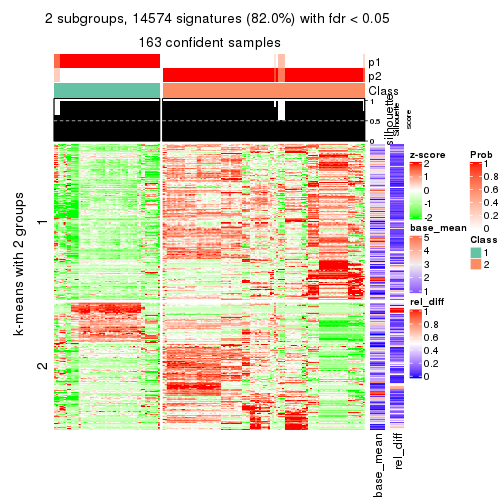 2 subgroups, 14574 signatures (82.0%) with fdr < 0.05
163 confident samples
p1
p2
Class
1
0.5
0
silhouette
Silhouette
score
k-means with 2 groups
1
2
base_mean
rel_diff
z-score
2
1
0
-1
-2
base_mean
5
4
3
2
1
rel_diff
1
0.8
0.6
0.4
0.2
0
Prob
1
0.8
0.6
0.4
0.2
0
Class
1
2